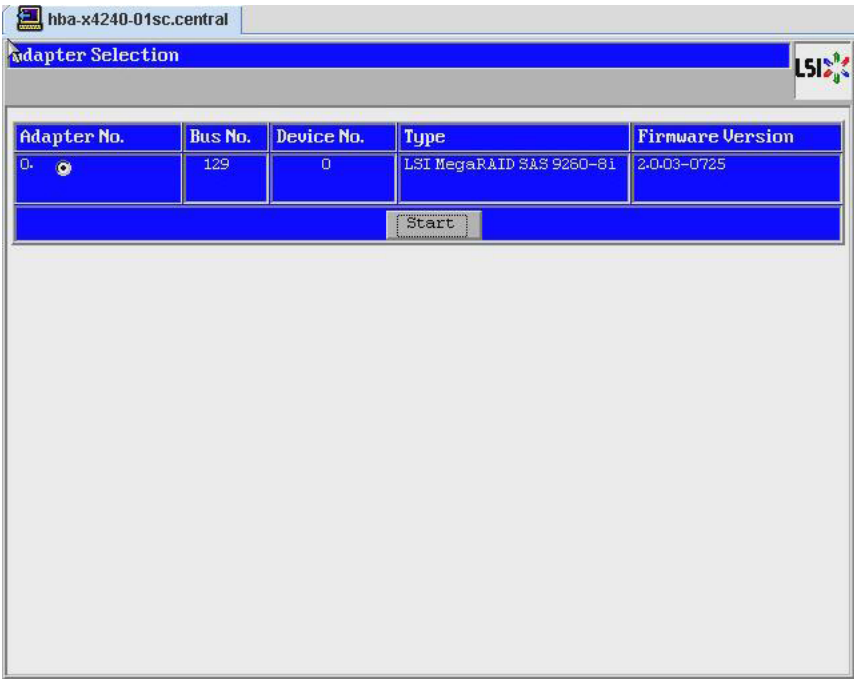 hba-x4240-01sc.central
Adapter Selection
LSI
Adapter No. Bus No. Device No. Type Firmware Version
0. 129 0 LSI MegaRAID SAS 9260-8i 2.0.03-0725
Start